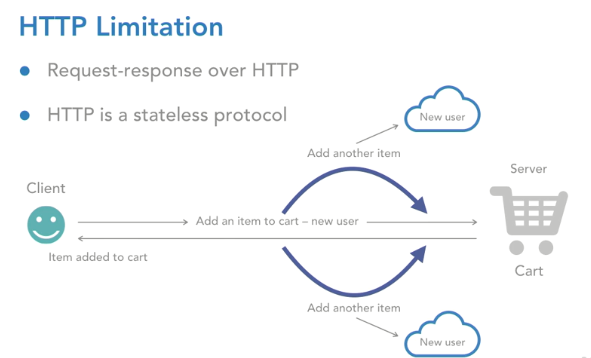 HTTP Limitation
Request-response over HTTP
HTTP is a stateless protocol
New user
Add another item
Server
Client
Add an item to cart – new user
Item added to cart
Cart
Add another item
New user